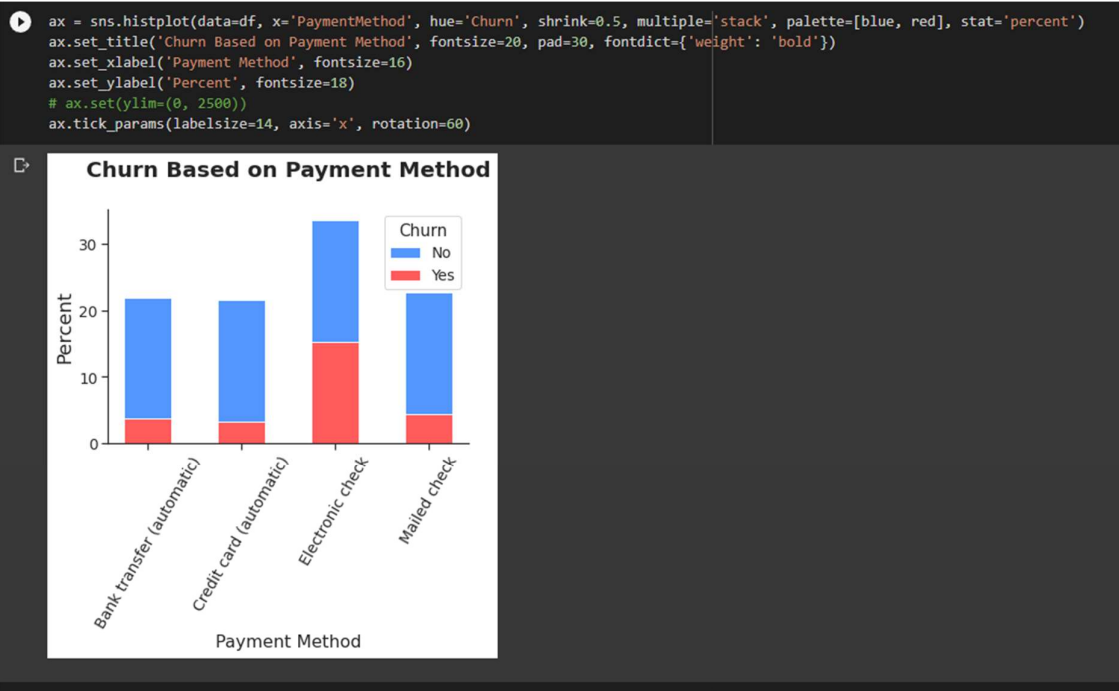 ax = sns.histplot(data=df, x='PaymentMethod', hue='Churn', shrink=0.5, multiple='stack', palette=[blue, red], stat='percent')
ax.set_title('Churn Based on Payment Method', fontsize=20, pad=30, fontdict={'weight': 'bold'})
ax.set_xlabel('Payment Method', fontsize=16)
ax.set_ylabel('Percent', fontsize=18)
# ax.set(ylim=(0, 2500))
ax.tick_params(labelsize=14, axis='x', rotation=60)
Churn Based on Payment Method
Churn
No
Yes
30
20
10
0
Percent
Bank transfer (automatic)
Credit card (automatic)
Electronic check
Mailed check
Payment Method